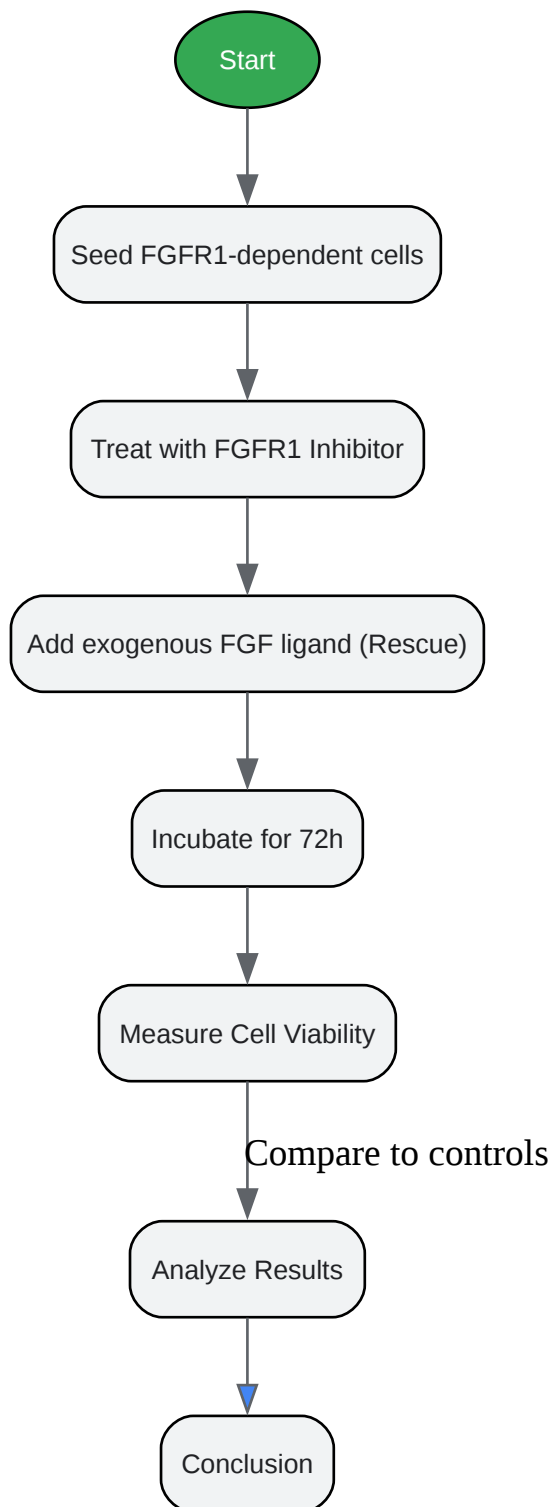 Start
Seed FGFR1-dependent cells
Treat with FGFR1 Inhibitor
Add exogenous FGF ligand (Rescue)
Incubate for 72h
Measure Cell Viability
Compare to controls
Analyze Results
Conclusion